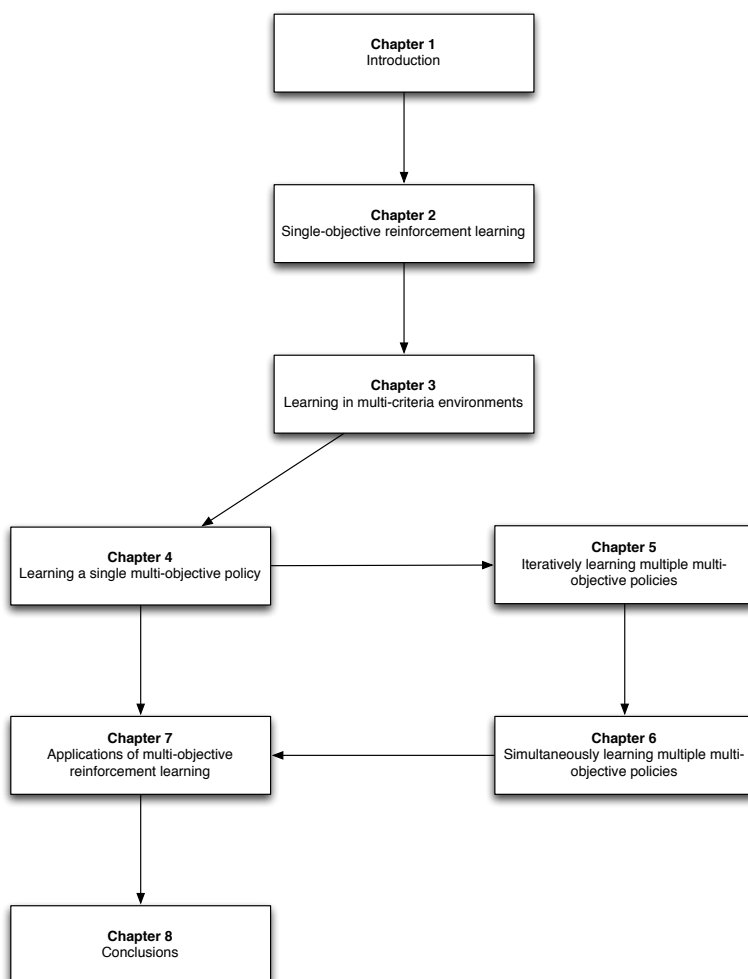 Chapter 1
Introduction
Chapter 2
Single-objective reinforcement learning
Chapter 3
Learning in multi-criteria environments
Chapter 4
Learning a single multi-objective policy
Chapter 5
Iteratively learning multiple multi-
objective policies
Chapter 7
Applications of multi-objective
reinforcement learning
Chapter 6
Simultaneously learning multiple multi-
objective policies
Chapter 8
Conclusions